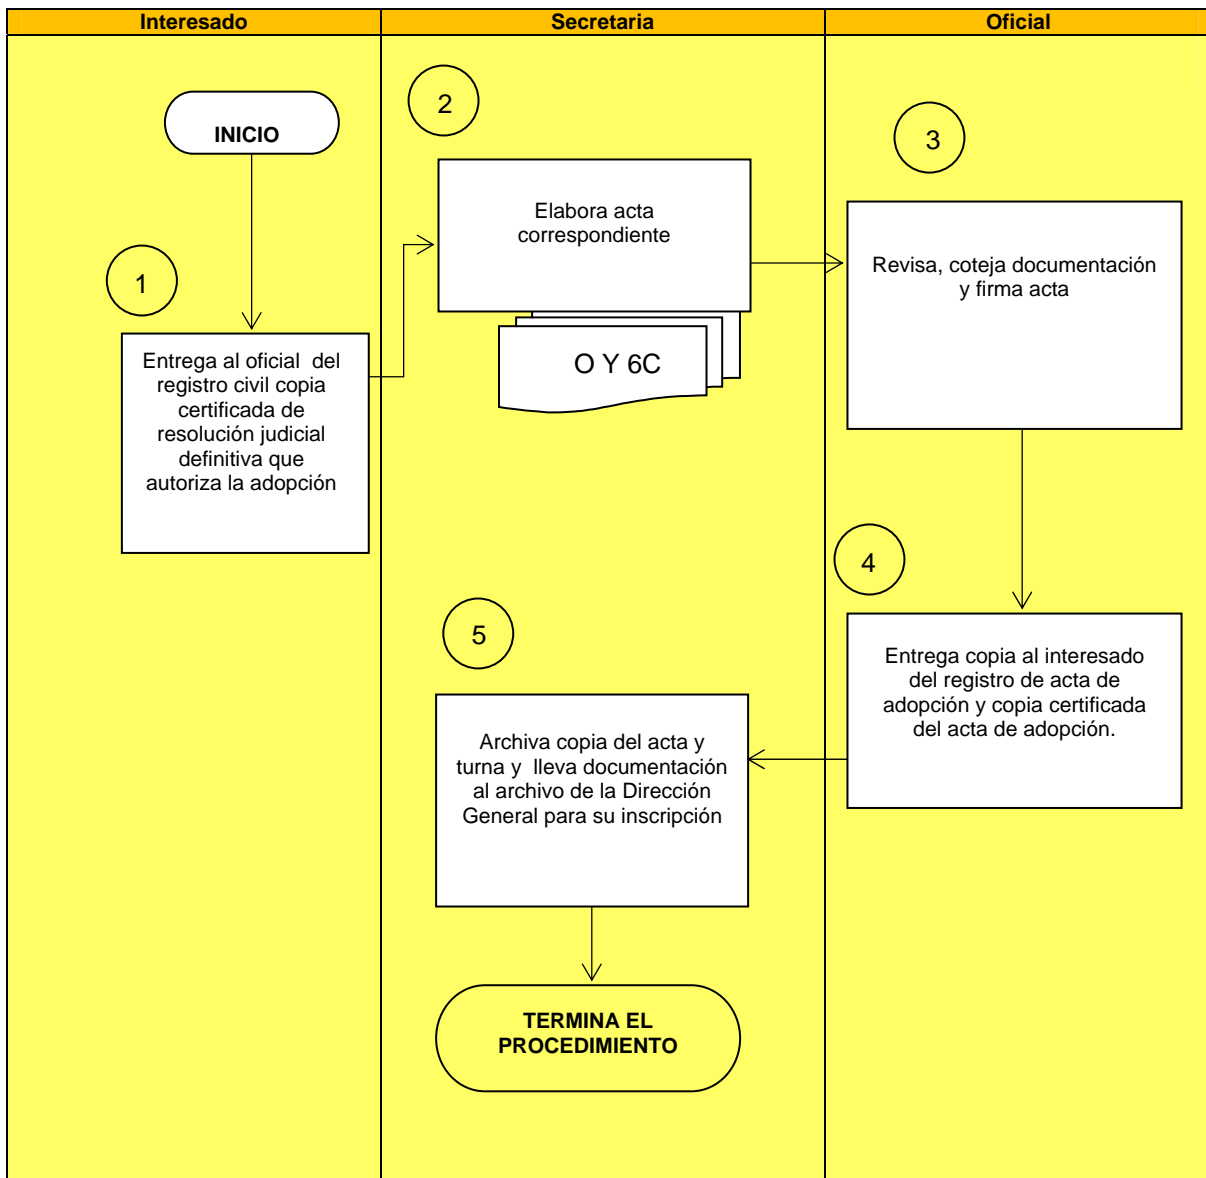 Interesado
Secretaria
Oficial
INICIO
1
Entrega al oficial del
registro civil copia
certificada de
resolución judicial
definitiva que
autoriza la adopción
2
Elabora acta
correspondiente
O Y 6C
3
Revisa, coteja documentación
y firma acta
4
Entrega copia al interesado
del registro de acta de
adopción y copia certificada
del acta de adopción.
5
Archiva copia del acta y
turna y lleva documentación
al archivo de la Dirección
General para su inscripción
TERMINA EL
PROCEDIMIENTO